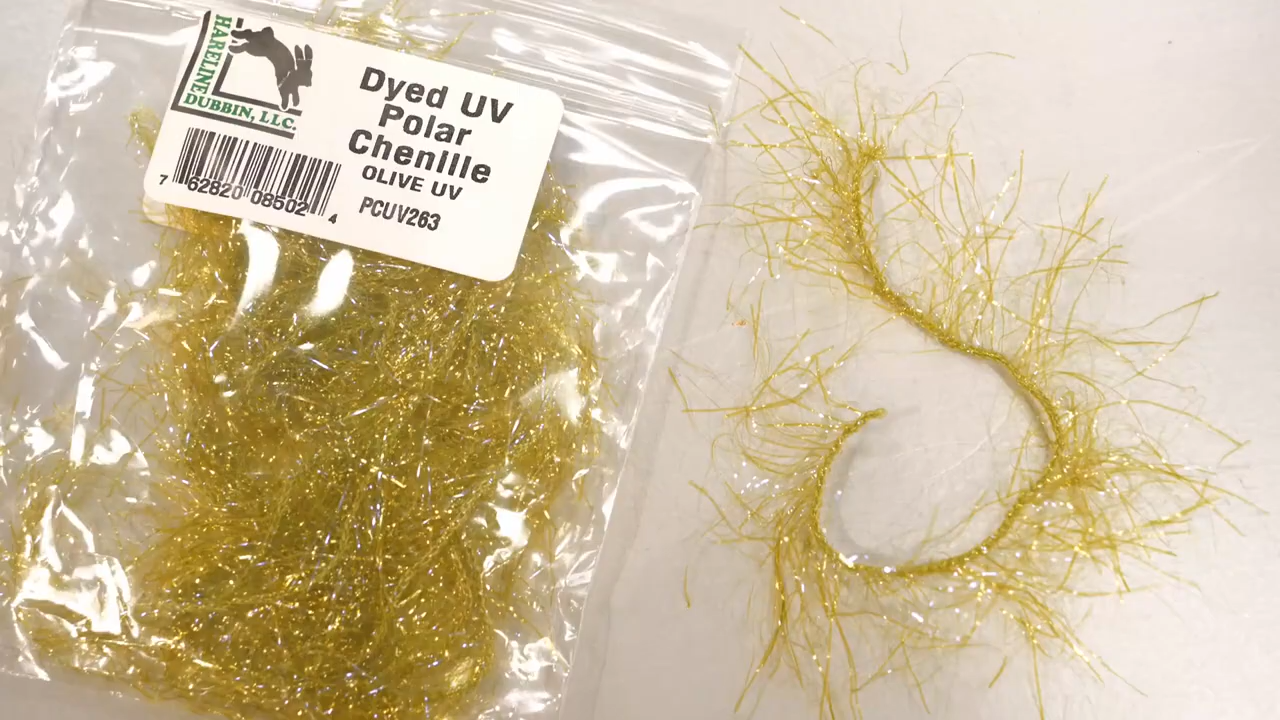 HARELINE
DUBBIN, LLC.
Dyed UV
Polar
Chenille
OLIVE UV
PCUV263
7 62820 08502 4